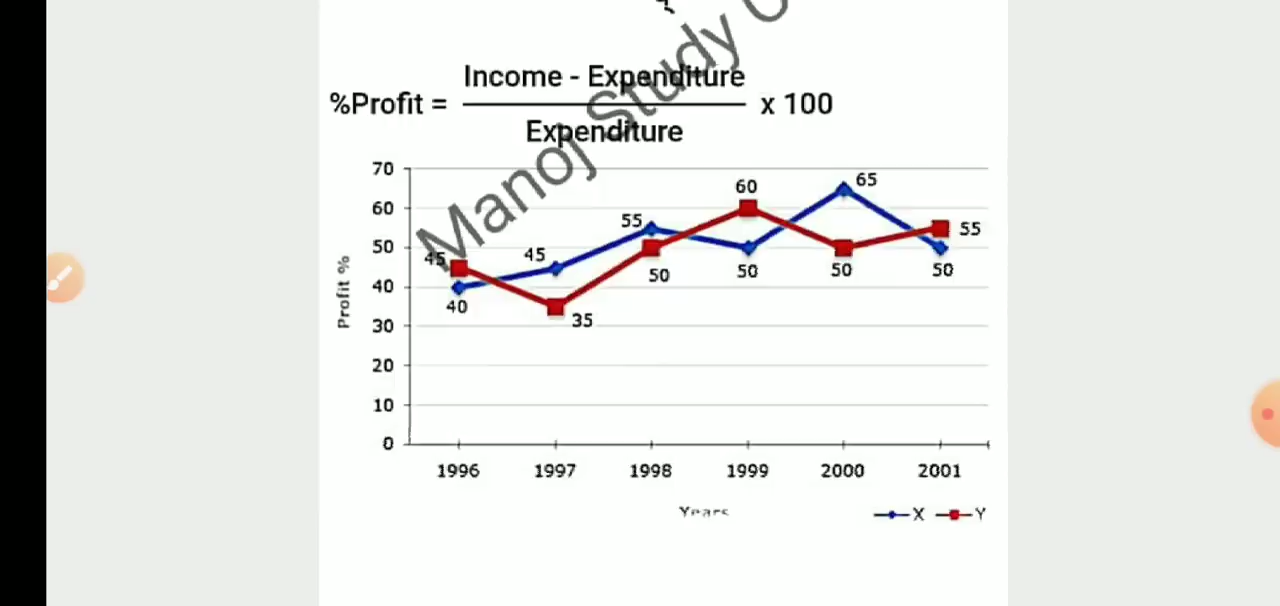 Manoj Study
Income - Expenditure
%Profit = x 100
Expenditure
70
60
50
40
30
20
10
0
Profit %
45
40
45
35
55
50
60
50
65
50
55
50
1996 1997 1998 1999 2000 2001
Years
X Y